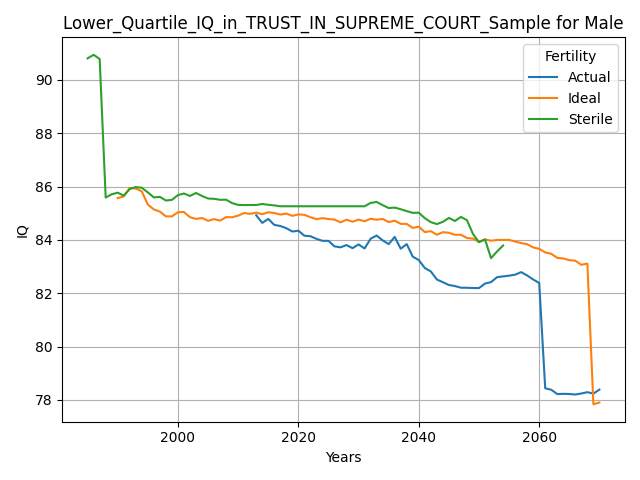 Lower_Quartile_IQ_in_TRUST_IN_SUPREME_COURT_Sample for Male
Fertility
Actual
Ideal
Sterile
IQ
90
88
86
84
82
80
78
2000 2020 2040 2060
Years